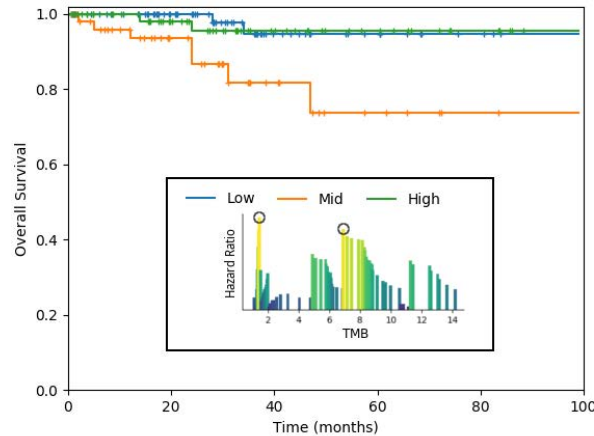 1.0
0.8
0.6
0.4
0.2
0.0
Overall Survival
Low Mid High
Hazard Ratio
2 4 6 8 10 12 14
TMB
0 20 40 60 80 100
Time (months)